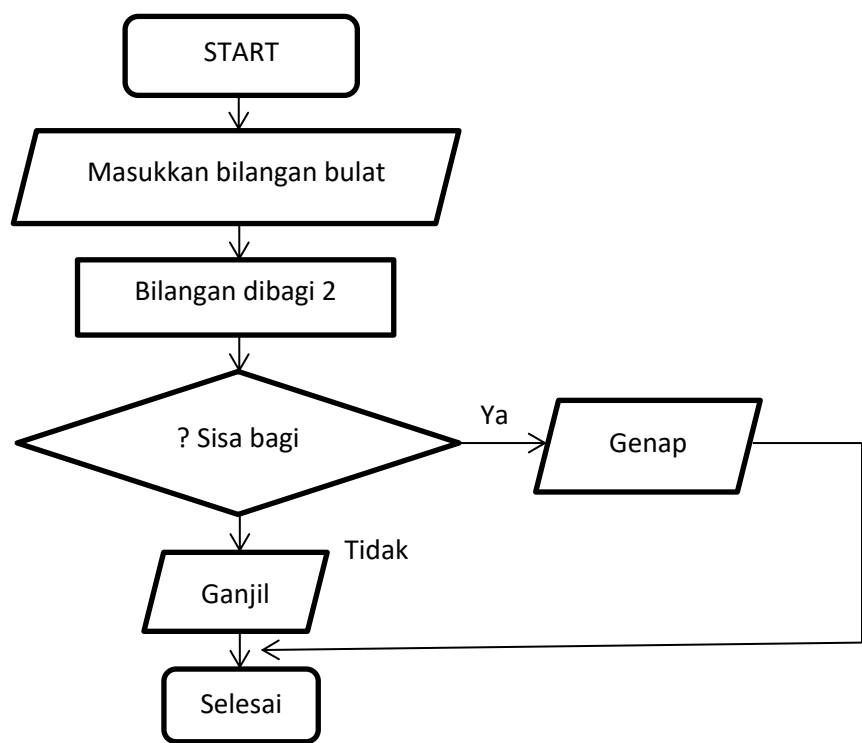 START
Masukkan bilangan bulat
Bilangan dibagi 2
? Sisa bagi
Ya
Genap
Tidak
Ganjil
Selesai